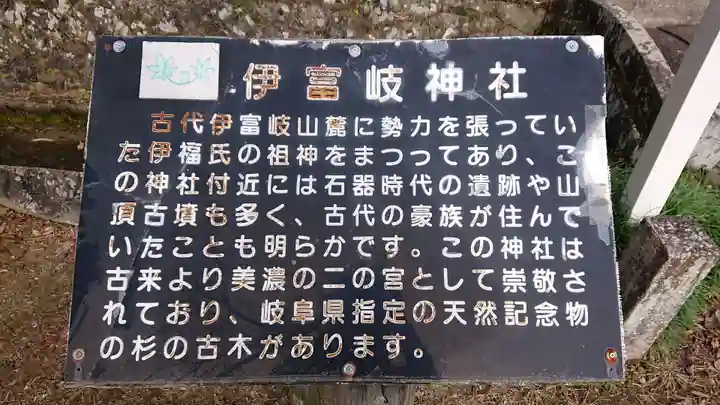 伊富岐神社
古代伊富岐山麓に勢力を張ってい
た伊福氏の祖神をまつってあり、こ
の神社付近には石器時代の遺跡や山
頂古墳も多く、古代の豪族が住んで
いたことも明らかです。この神社は
古来より美濃の二の宮として崇敬さ
れており、岐阜県指定の天然記念物
の杉の古木があります。